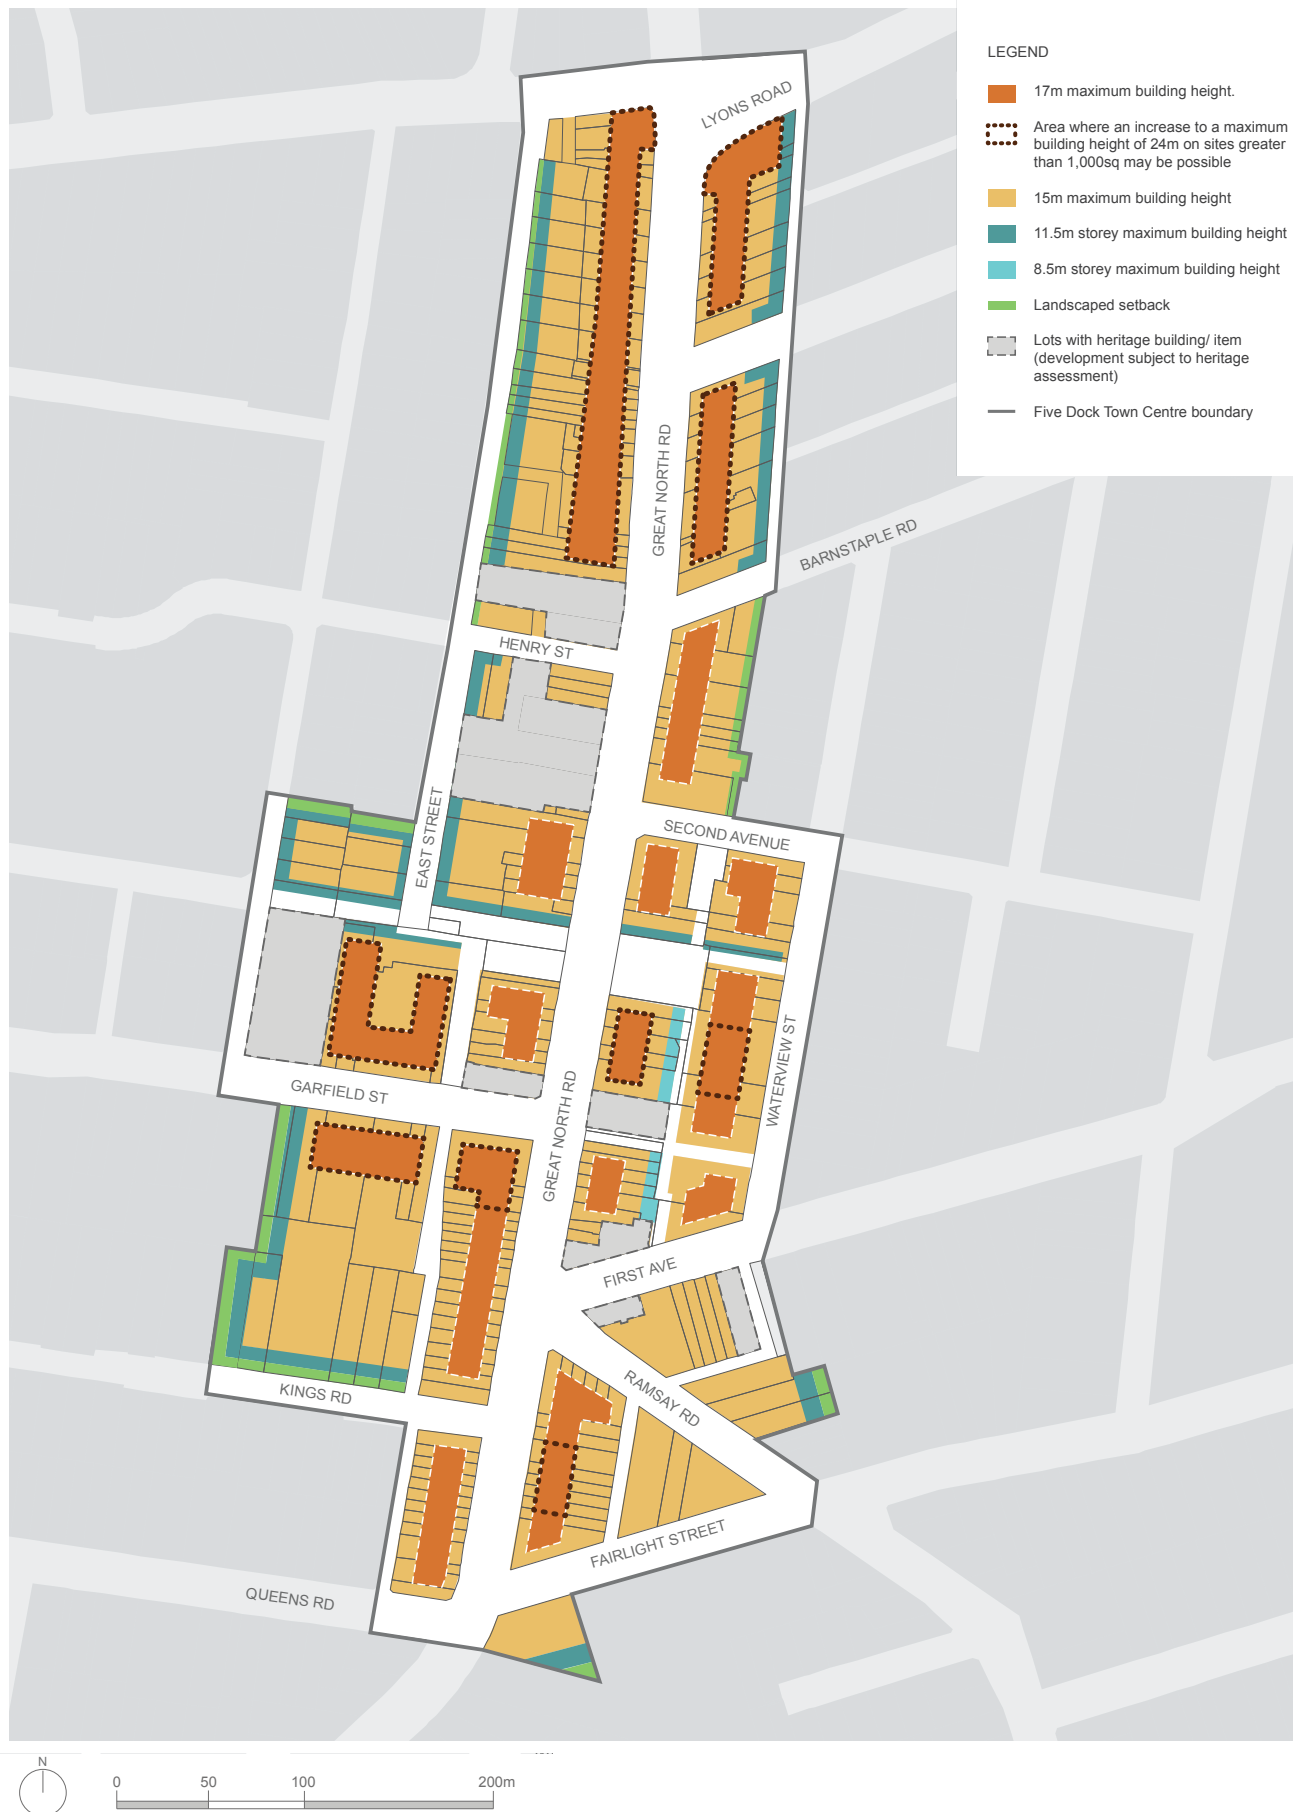 LEGEND
17m maximum building height.
Area where an increase to a maximum
building height of 24m on sites greater
than 1,000sq may be possible
15m maximum building height
11.5m storey maximum building height
8.5m storey maximum building height
Landscaped setback
Lots with heritage building/ item
(development subject to heritage
assessment)
Five Dock Town Centre boundary
LYONS ROAD
GREAT NORTH RD
BARNSTAPLE RD
HENRY ST
EAST STREET
SECOND AVENUE
WATERVIEW ST
GARFIELD ST
GREAT NORTH RD
FIRST AVE
RAMSAY RD
KINGS RD
FAIRLIGHT STREET
QUEENS RD
N
0 50 100 200m